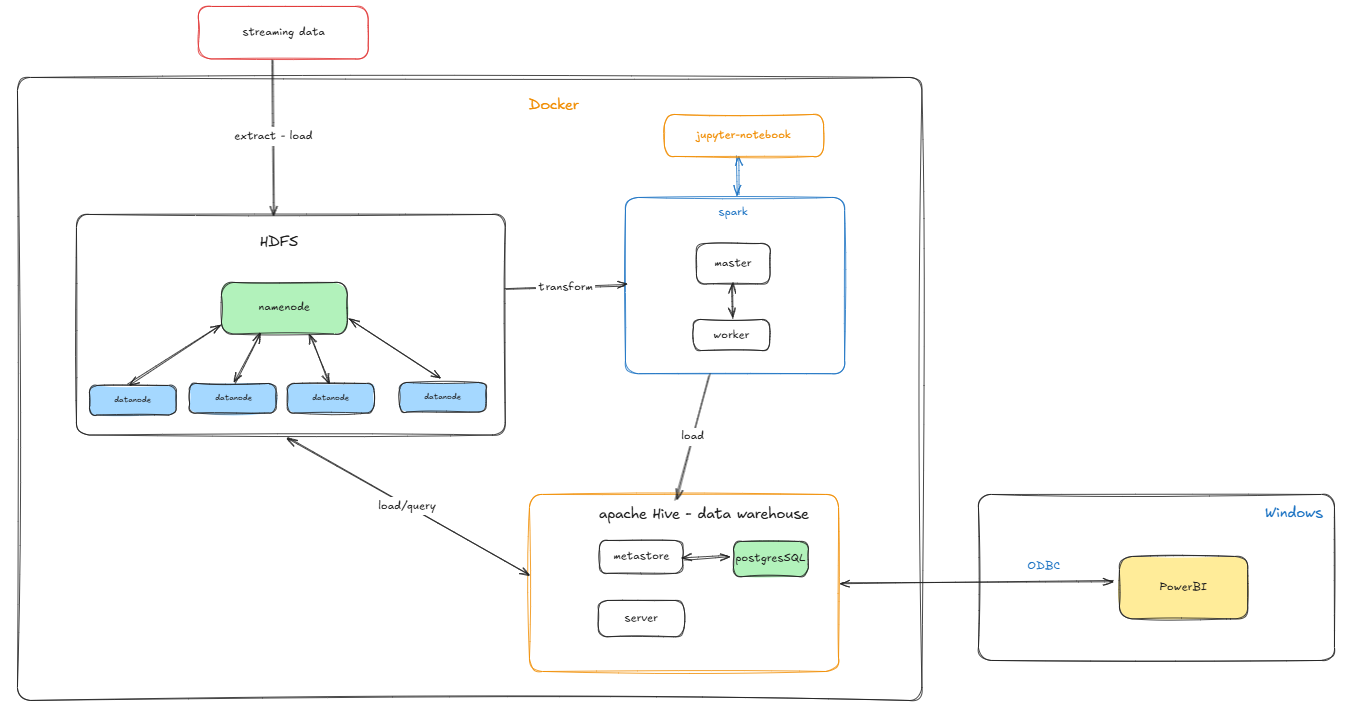 streaming data
Docker
extract - load
jupyter-notebook
spark
HDFS
master
transform
namenode
worker
datanode
datanode
datanode
datanode
load
load/query
apache Hive - data warehouse
Windows
metastore
postgresSQL
ODBC
PowerBI
server